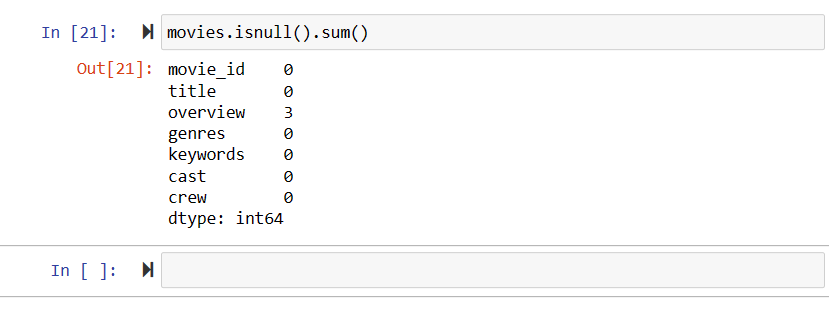 In [21]: movies.isnull().sum()
Out[21]: movie_id    0
title       0
overview    3
genres      0
keywords    0
cast        0
crew        0
dtype: int64
In [ ]: